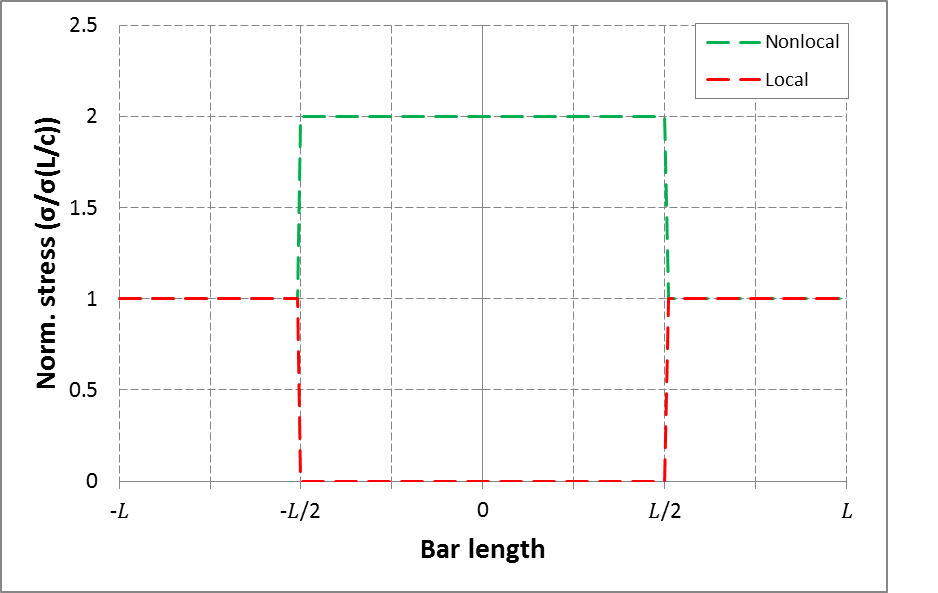 2.5
Nonlocal
Local
2
1.5
1
0.5
0
Norm. stress (σ/σ(L/c))
-L
-L/2
0
L/2
L
Bar length